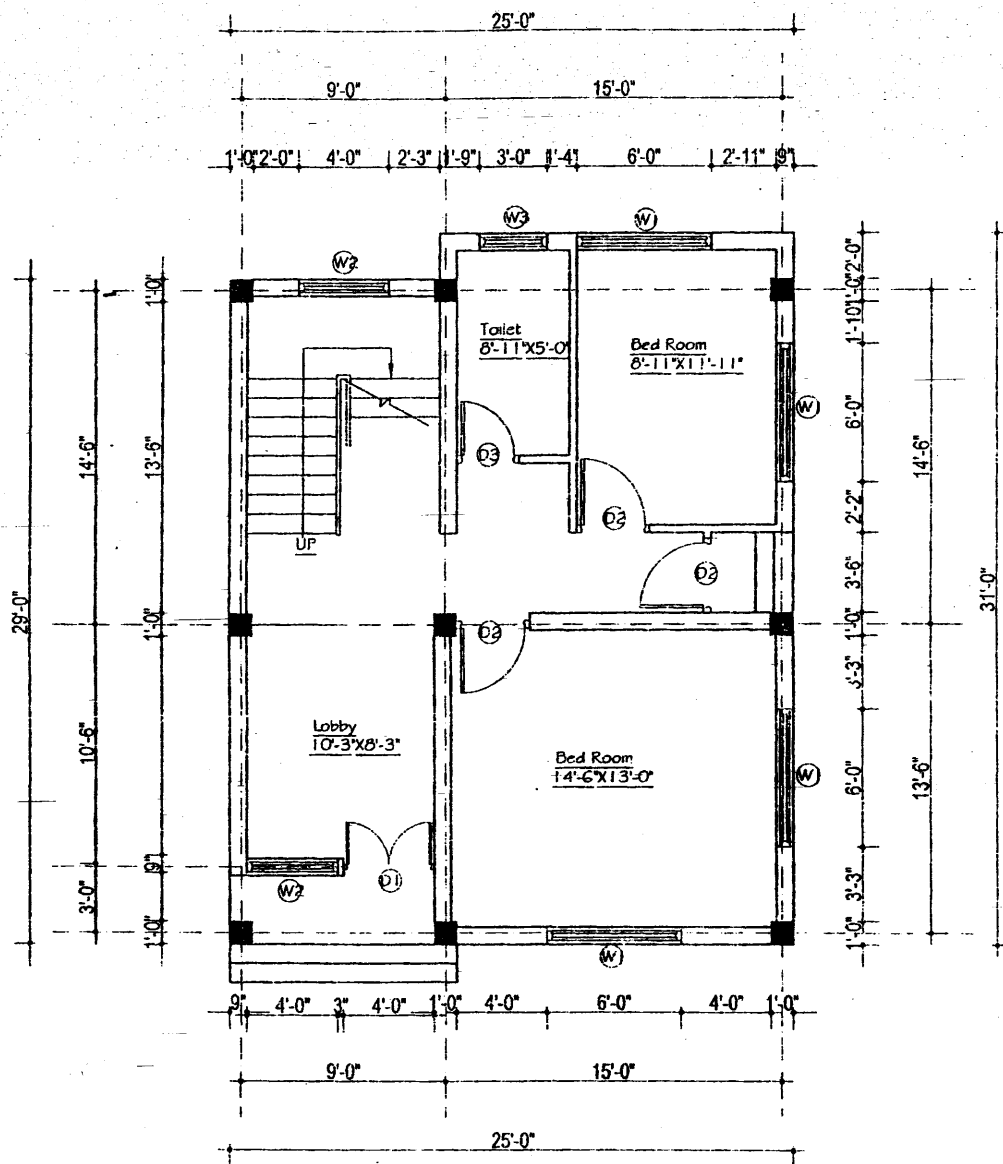 25'-0"
9'-0" 15'-0"
1'-0" 2'-0" 4'-0" 2'-3" 1'-9" 3'-0" 1'-4" 6'-0" 2'-11" 9"
W3 W1
W2
2'-0"
1'-0"
1'-0"
1'-10"
Toilet
8'-11"X5'-0"
Bed Room
8'-11"X11'-11"
W1
6'-0"
14'-6" 13'-6" 14'-6"
D3
D2
2'-2"
UP
D2
3'-6"
29'-0" 31'-0"
1'-0" D2 1'-0"
3'-3"
Lobby
10'-3"X8'-3"
10'-6"
Bed Room
14'-6"X13'-0"
W1
6'-0"
13'-6"
9"
W2 D1
3'-0" 3'-3"
1'-0" 1'-0"
W1
9" 4'-0" 3" 4'-0" 1'-0" 4'-0" 6'-0" 4'-0" 1'-0"
9'-0" 15'-0"
25'-0"